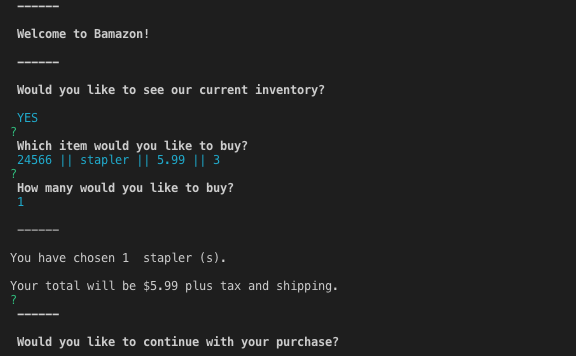 ------
Welcome to Bamazon!
------
Would you like to see our current inventory?
YES
?
Which item would you like to buy?
24566 || stapler || 5.99 || 3
?
How many would you like to buy?
1
------
You have chosen 1  stapler (s).
Your total will be $5.99 plus tax and shipping.
?
------
Would you like to continue with your purchase?